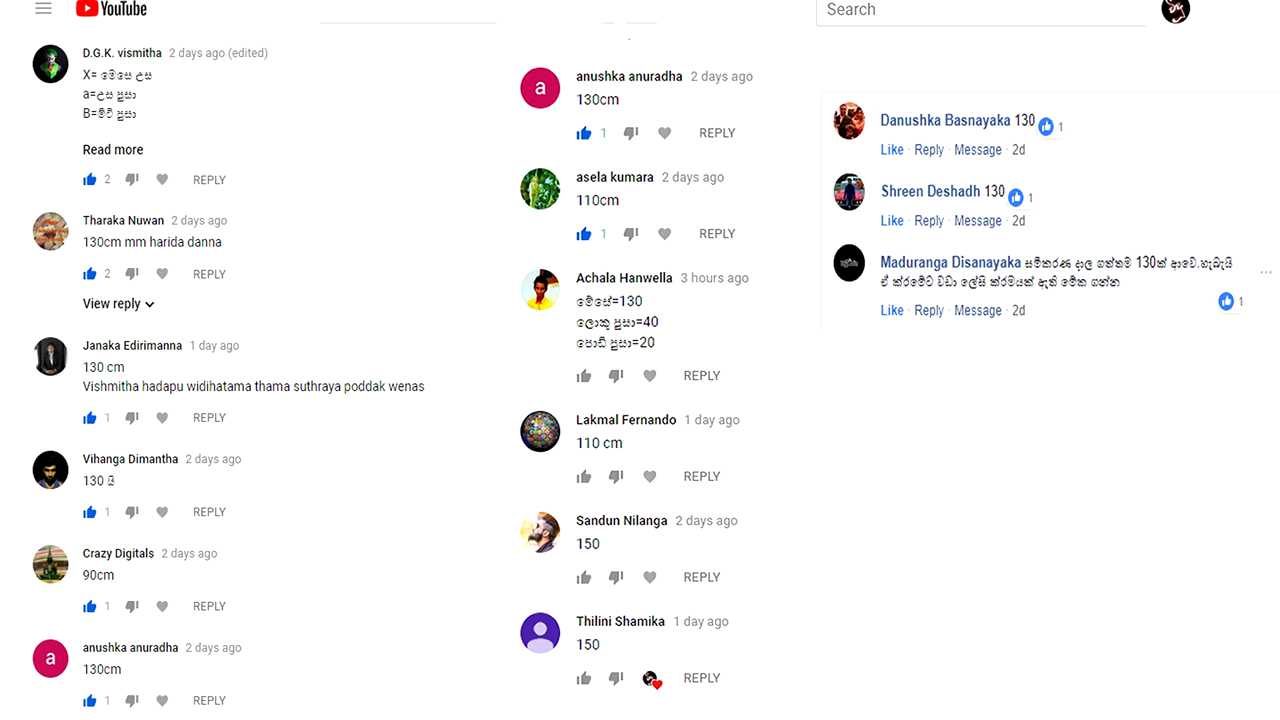 YouTube
D.G.K. vismitha 2 days ago (edited)
X= මේසෙ උස
a=උස පුසා
B=මිටි පුසා
Read more
2 REPLY
Tharaka Nuwan 2 days ago
130cm mm harida danna
2 REPLY
View reply
Janaka Edirimanna 1 day ago
130 cm
Vishmitha hadapu widihatama thama suthraya poddak wenas
1 REPLY
Vihanga Dimantha 2 days ago
130 යි
1 REPLY
Crazy Digitals 2 days ago
90cm
1 REPLY
a
anushka anuradha 2 days ago
130cm
1 REPLY
a
anushka anuradha 2 days ago
130cm
1 REPLY
asela kumara 2 days ago
110cm
1 REPLY
Achala Hanwella 3 hours ago
මේසේ=130
ලොකු පුසා=40
පොඩි පුසා=20
REPLY
Lakmal Fernando 1 day ago
110 cm
REPLY
Sandun Nilanga 2 days ago
150
REPLY
Thilini Shamika 1 day ago
150
REPLY
Search
Danushka Basnayaka 130 1
Like · Reply · Message · 2d
Shreen Deshadh 130 1
Like · Reply · Message · 2d
Maduranga Disanayaka සමීකරණ දාල ගත්තම 130ක් ආවේ.හැබැයි
ඒ ක්රමේට වඩා ලේසි ක්රමයක් ඇති මේක ගන්න
1
Like · Reply · Message · 2d